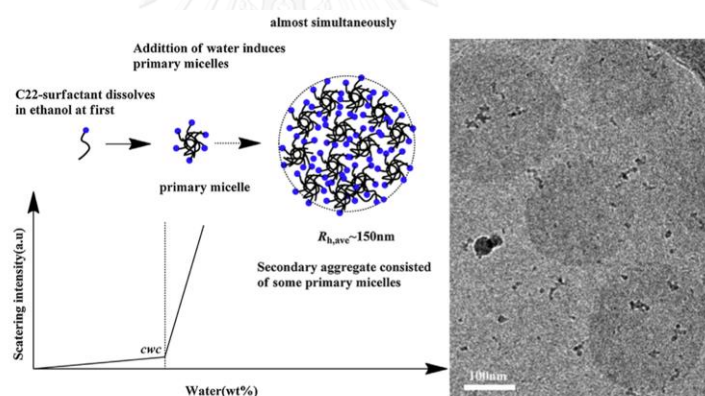 almost simultaneously
Addittion of water induces
primary micelles
C22-surfactant dissolves
in ethanol at first
primary micelle
Rh,ave~150nm
Secondary aggregate consisted
of some primary micelles
Scatering intensity(a.u)
cwc
Water(wt%)
100nm